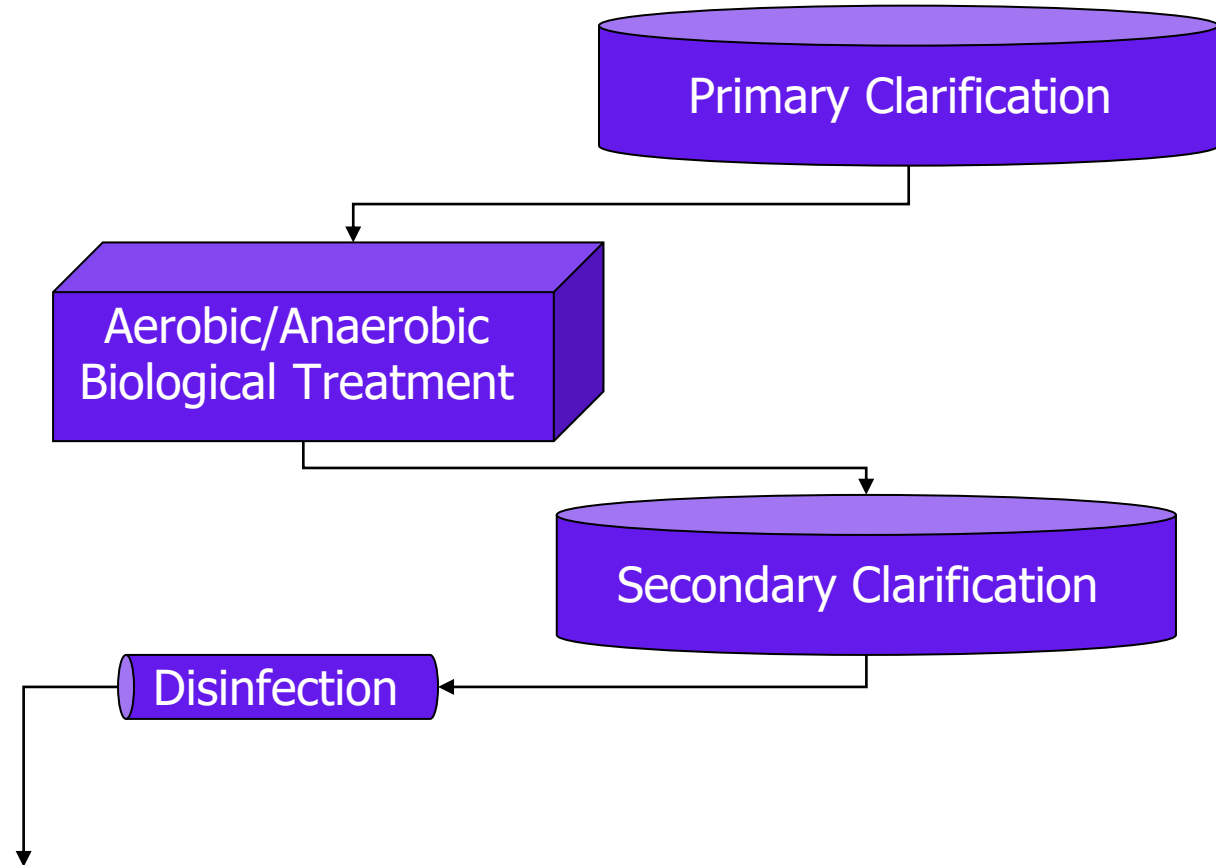 Primary Clarification
Aerobic/Anaerobic
Biological Treatment
Secondary Clarification
Disinfection